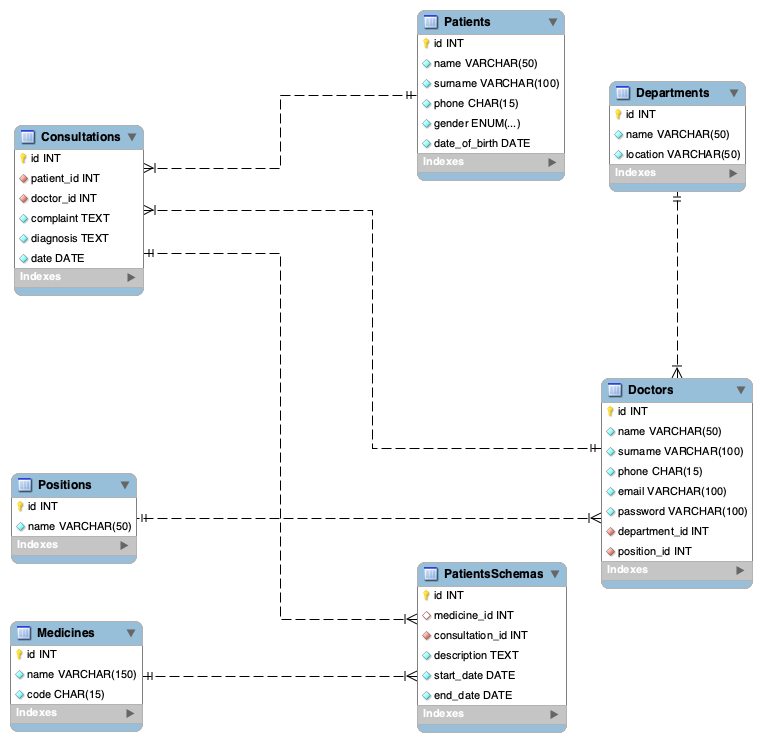 Patients
id INT
name VARCHAR(50)
surname VARCHAR(100)
phone CHAR(15)
gender ENUM(...)
date_of_birth DATE
Indexes
Departments
id INT
name VARCHAR(50)
location VARCHAR(50)
Indexes
Consultations
id INT
patient_id INT
doctor_id INT
complaint TEXT
diagnosis TEXT
date DATE
Indexes
Doctors
id INT
name VARCHAR(50)
surname VARCHAR(100)
phone CHAR(15)
email VARCHAR(100)
password VARCHAR(100)
department_id INT
position_id INT
Indexes
Positions
id INT
name VARCHAR(50)
Indexes
PatientsSchemas
id INT
medicine_id INT
consultation_id INT
description TEXT
start_date DATE
end_date DATE
Indexes
Medicines
id INT
name VARCHAR(150)
code CHAR(15)
Indexes